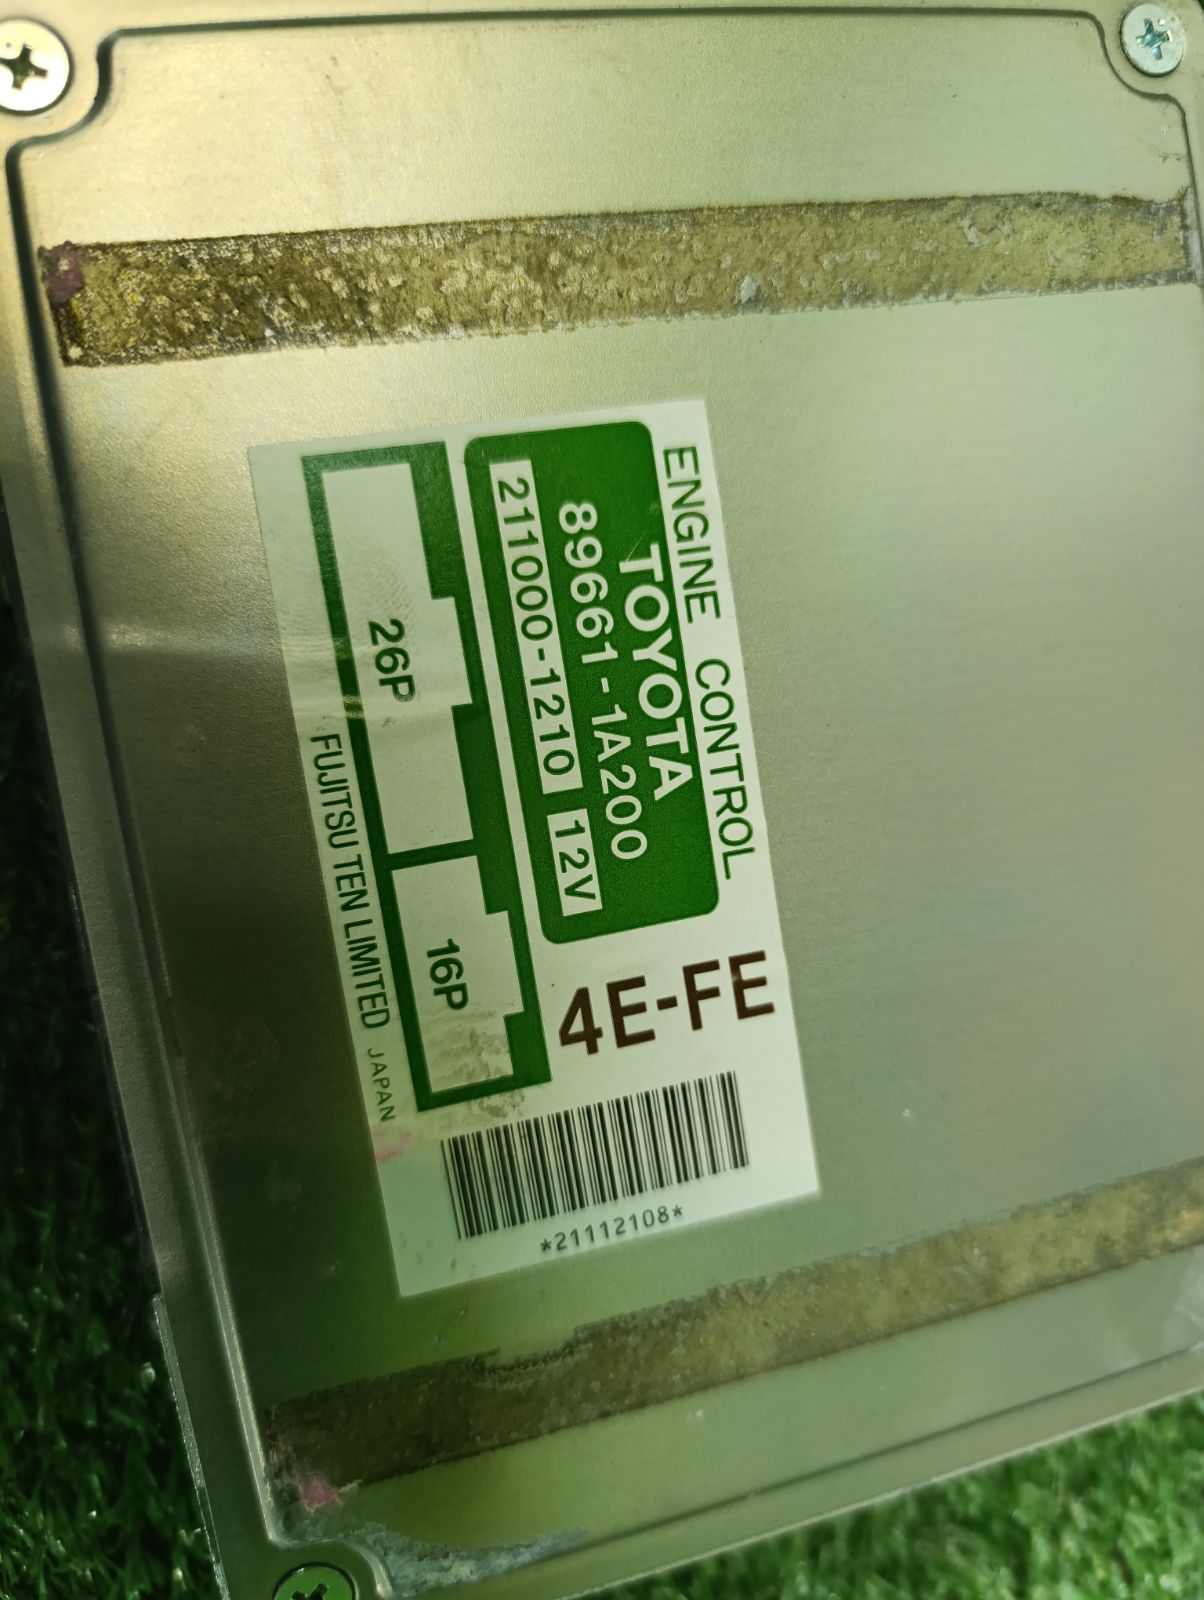 ENGINE CONTROL
TOYOTA
89661-1A200
211000-1210 12V
4E-FE
26P
16P
FUJITSU TEN LIMITED JAPAN
*21112108*